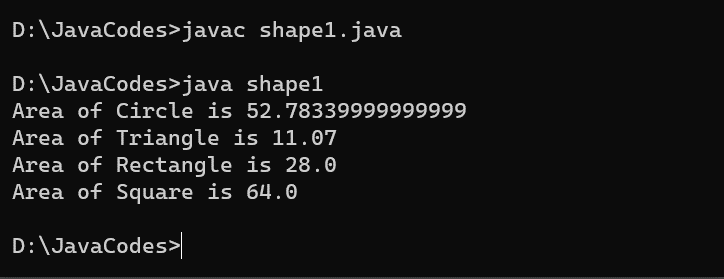 D:\JavaCodes>javac shape1.java
D:\JavaCodes>java shape1
Area of Circle is 52.78339999999999
Area of Triangle is 11.07
Area of Rectangle is 28.0
Area of Square is 64.0
D:\JavaCodes>